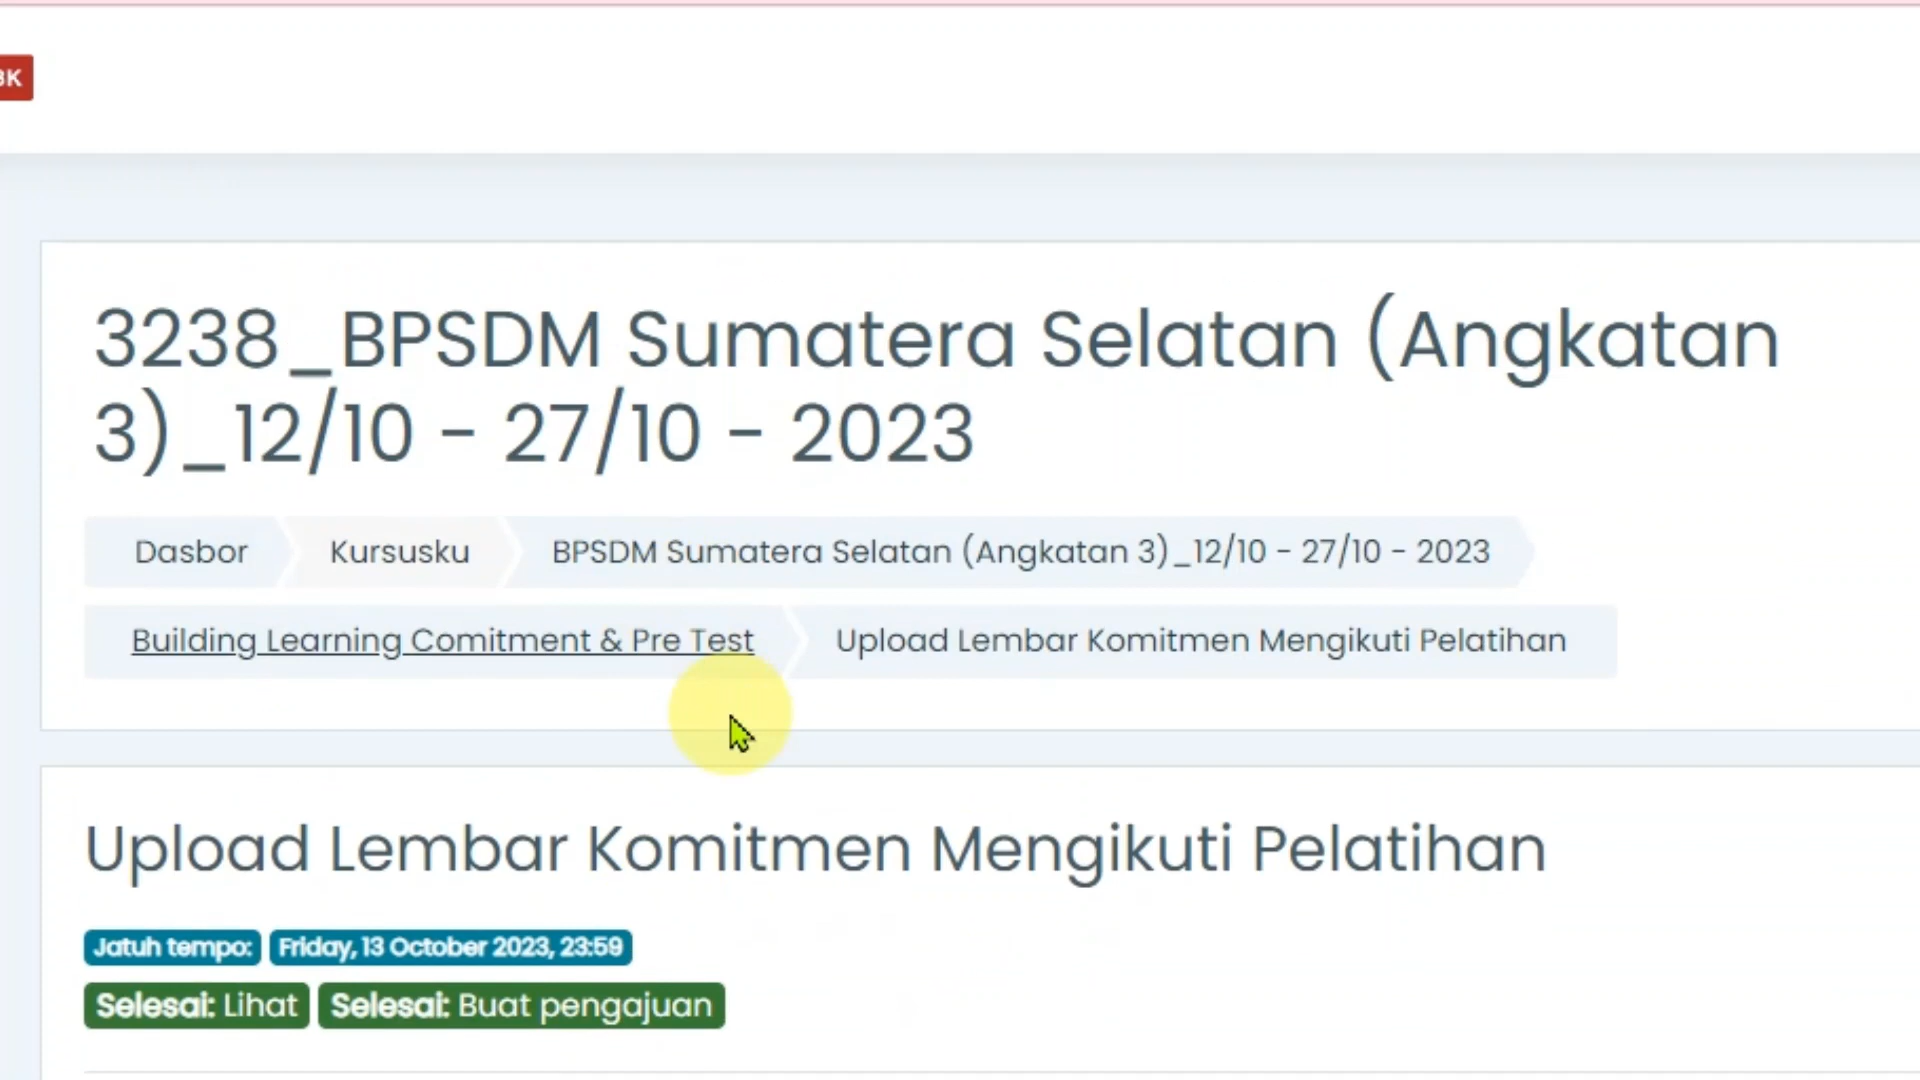 3238_BPSDM Sumatera Selatan (Angkatan
3)_12/10 - 27/10 - 2023
Dasbor Kursusku BPSDM Sumatera Selatan (Angkatan 3)_12/10 - 27/10 - 2023
Building Learning Comitment & Pre Test Upload Lembar Komitmen Mengikuti Pelatihan
Upload Lembar Komitmen Mengikuti Pelatihan
Jatuh tempo: Friday, 13 October 2023, 23:59
Selesai: Lihat Selesai: Buat pengajuan